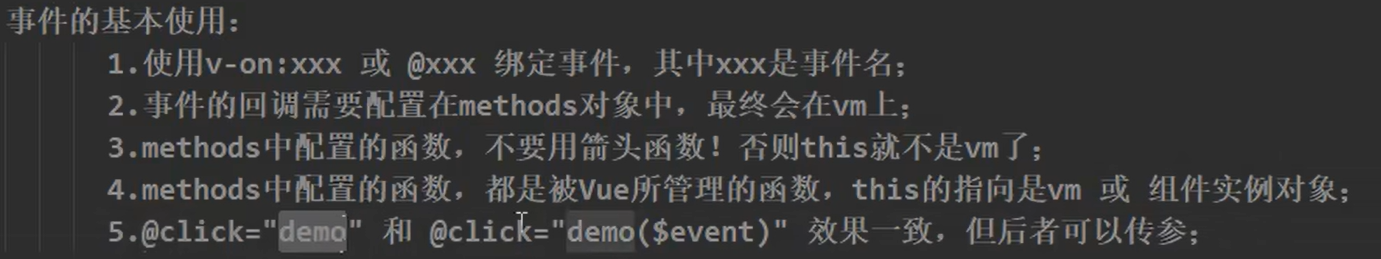 事件的基本使用：
1.使用v-on:xxx 或 @xxx 绑定事件，其中xxx是事件名；
2.事件的回调需要配置在methods对象中，最终会在vm上；
3.methods中配置的函数，不要用箭头函数！否则this就不是vm了；
4.methods中配置的函数，都是被Vue所管理的函数，this的指向是vm 或 组件实例对象；
5.@click="demo" 和 @click="demo($event)" 效果一致，但后者可以传参；